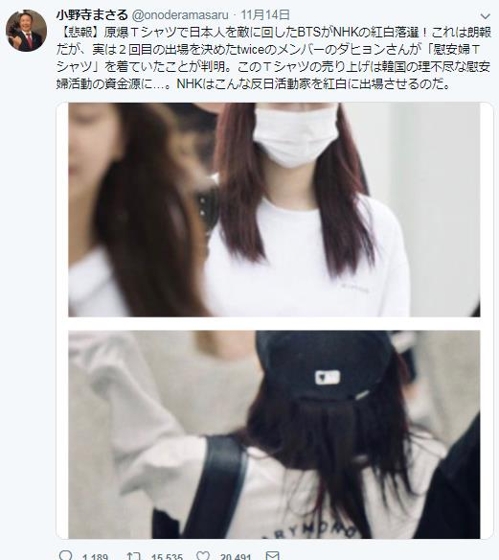 小野寺まさる @onoderamasaru · 11月14日
【悲報】原爆Ｔシャツで日本人を敵に回したBTSがNHKの紅白落選！これは朗報
だが、実は２回目の出場を決めたtwiceのメンバーのダヒョンさんが「慰安婦Ｔ
シャツ」を着ていたことが判明。このＴシャツの売り上げは韓国の理不尽な慰安
婦活動の資金源に…。NHKはこんな反日活動家を紅白に出場させるのだ。
ARYMOND
1,189 15,535 20,491